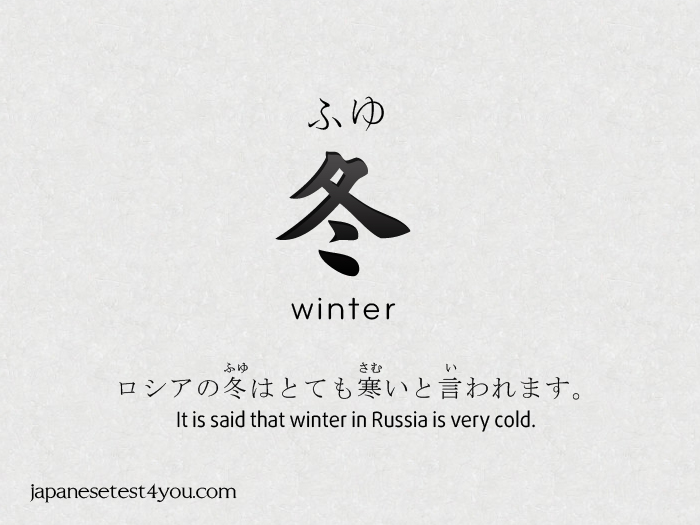 ふゆ
冬
winter
ふゆ さむ い
ロシアの冬はとても寒いと言われます。
It is said that winter in Russia is very cold.
japanesetest4you.com